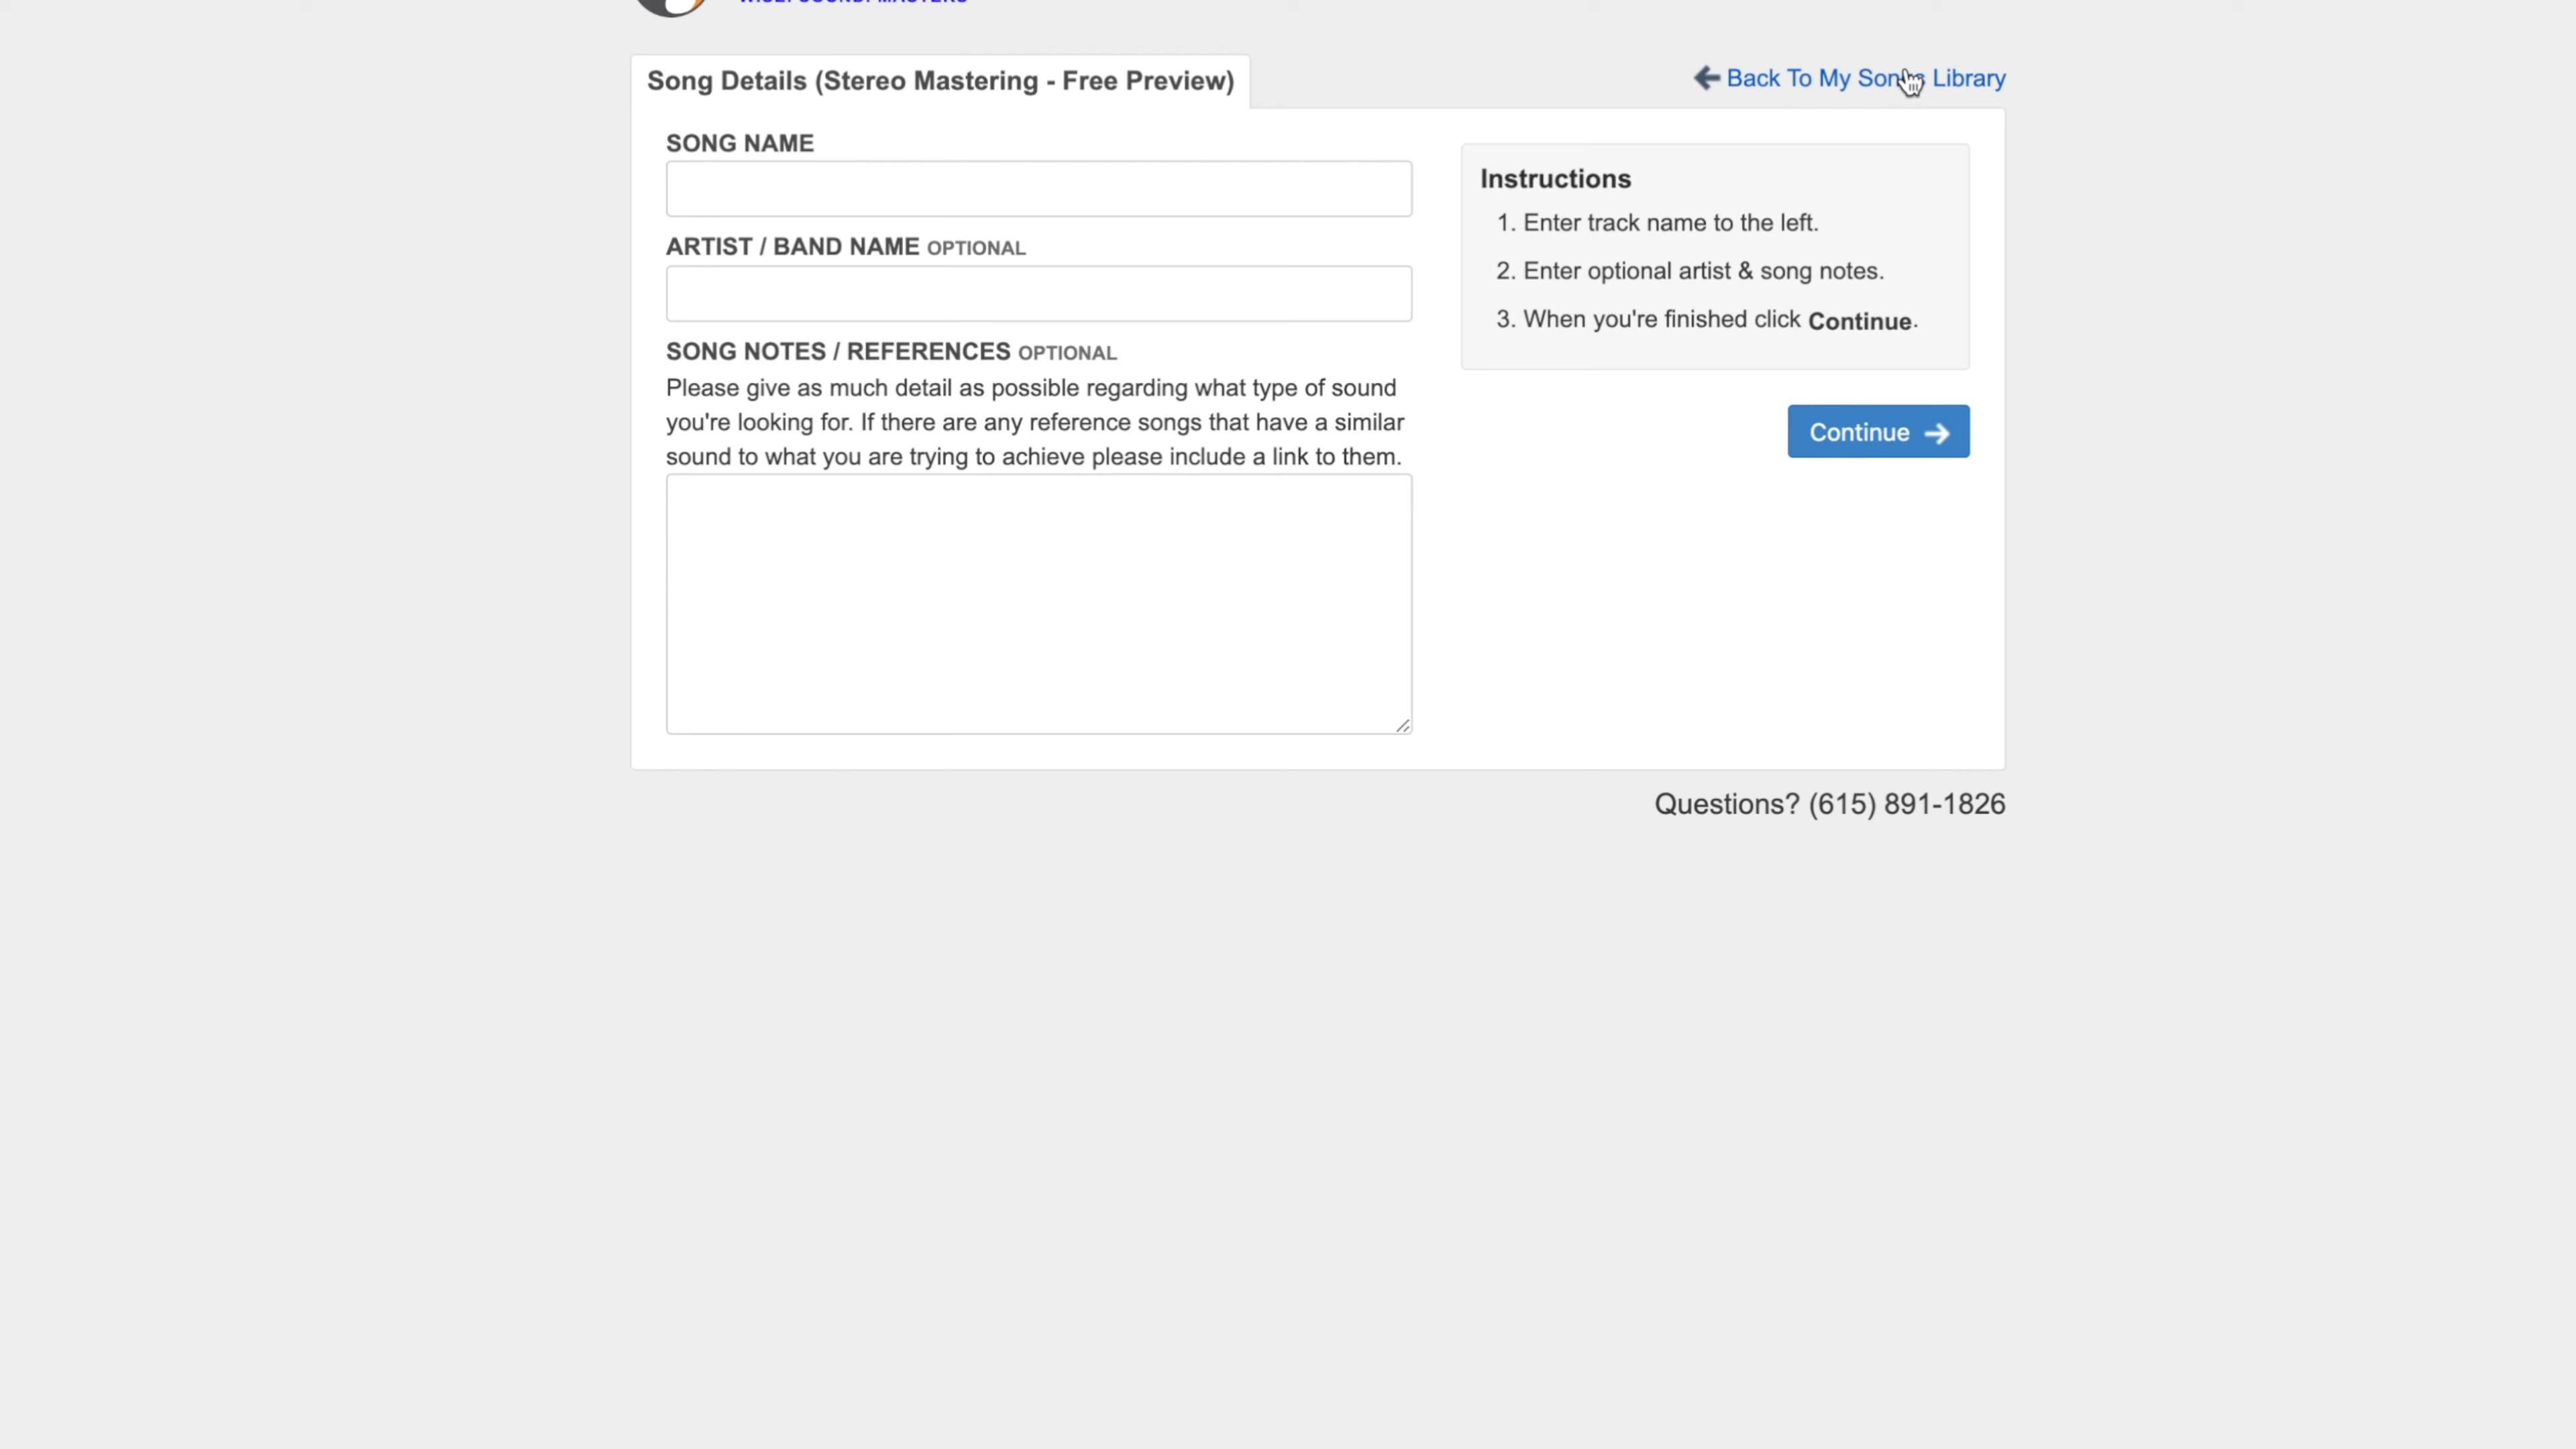 Song Details (Stereo Mastering - Free Preview)
Back To My Songs Library
SONG NAME
ARTIST / BAND NAME OPTIONAL
SONG NOTES / REFERENCES OPTIONAL
Please give as much detail as possible regarding what type of sound
you're looking for. If there are any reference songs that have a similar
sound to what you are trying to achieve please include a link to them.
Instructions
1. Enter track name to the left.
2. Enter optional artist & song notes.
3. When you're finished click Continue.
Continue
Questions? (615) 891-1826